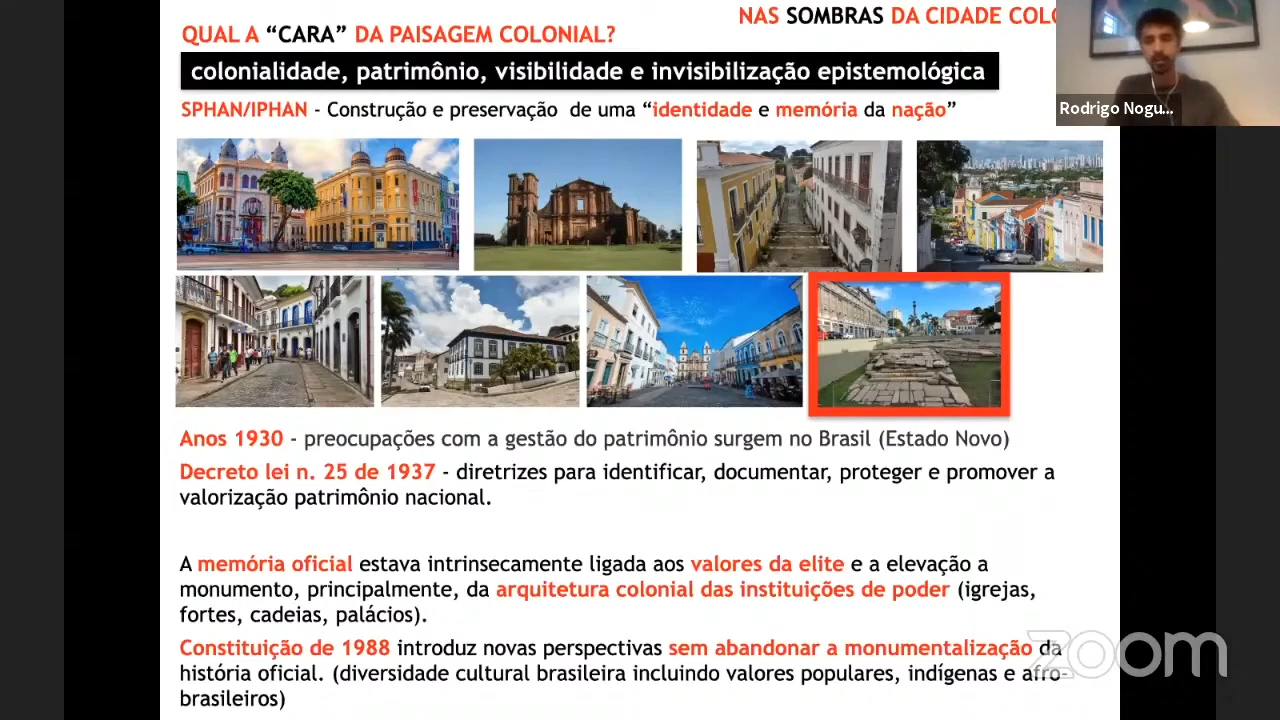 NAS SOMBRAS DA CIDADE
QUAL A “CARA” DA PAISAGEM COLONIAL?
colonialidade, patrimônio, visibilidade e invisibilização epistemológica
SPHAN/IPHAN - Construção e preservação de uma “identidade e memória da nação”
Rodrigo Nogu...
Anos 1930 - preocupações com a gestão do patrimônio surgem no Brasil (Estado Novo)
Decreto lei n. 25 de 1937 - diretrizes para identificar, documentar, proteger e promover a
valorização patrimônio nacional.
A memória oficial estava intrinsecamente ligada aos valores da elite e a elevação a
monumento, principalmente, da arquitetura colonial das instituições de poder (igrejas,
fortes, cadeias, palácios).
Constituição de 1988 introduz novas perspectivas sem abandonar a monumentalização da
história oficial. (diversidade cultural brasileira incluindo valores populares, indígenas e afro-
brasileiros)
zoom